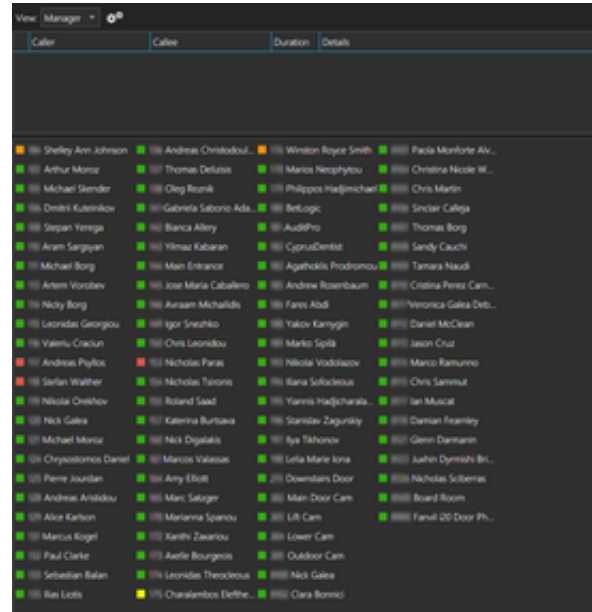 View: Manager
Caller Callee Duration Details
Shelley Ann Johnson Andreas Christodoul... Winston Royce Smith Paola Monforte Alv...
Arthur Moroz Thomas Delizisis Marios Neophytou Christina Nicole W...
Michael Skender Oleg Reznik Philippos Hadjimichael Chris Martin
Dmitrii Kuteinikov Gabriela Saborio Ada... BetLogic Sinclair Calleja
Stepan Yerega Bianca Allery AuditPro Thomas Borg
Aram Sargsyan Yilmaz Kabaran CyprusDentist Sandy Cauchi
Michael Borg Main Entrance Agathoklis Prodromou Tamara Naudi
Artem Vorobev Jose Maria Caballero Andrew Rosenbaum Cristina Perez Carn...
Nicky Borg Avraam Michailidis Fares Abdi Veronica Galea Deb...
Leonidas Georgiou Igor Snezhko Yakov Karnygin Daniel McClean
Valeriu Craciun Chris Leonidou Marko Sipilä Jason Cruz
Andreas Psyllos Nicholas Paras Nikolai Vodolazov Marco Ramunno
Stefan Walther Nicholas Tsironis Iliana Sofocleous Chris Sammut
Nikolai Orekhov Roland Saad Yiannis Hadjicharala... Ian Muscat
Nick Galea Katerina Burtsava Stanislav Zagurskiy Damian Fearnley
Michael Moroz Nick Digalakis Ilya Tikhonov Glenn Darmanin
Chrysostomos Daniel Marcos Valassas Lelia Marie Iona Justin Dyrmishi Bri...
Pierre Jourdan Amy Elliott Downstairs Door Nicholas Sciberras
Andreas Aristidou Marc Salzger Main Door Cam Board Room
Alice Karlson Marianna Spanou Lift Cam Fanvil i20 Door Ph...
Marcus Kogel Xanthi Zavariou Lower Cam
Paul Clarke Axelle Bourgeois Outdoor Cam
Sebastian Balan Leonidas Theocleous Nick Galea
Ilias Liotis Charalambos Elefthe... Clara Bonnici